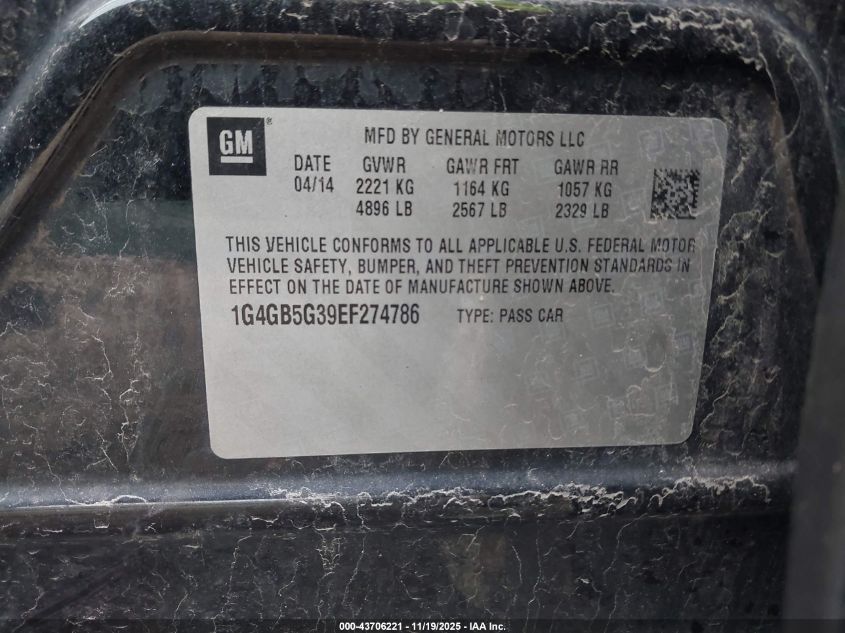 GM
®
MFD BY GENERAL MOTORS LLC
DATE GVWR GAWR FRT GAWR RR
04/14 2221 KG 1164 KG 1057 KG
4896 LB 2567 LB 2329 LB
THIS VEHICLE CONFORMS TO ALL APPLICABLE U.S. FEDERAL MOTOR
VEHICLE SAFETY, BUMPER, AND THEFT PREVENTION STANDARDS IN
EFFECT ON THE DATE OF MANUFACTURE SHOWN ABOVE.
1G4GB5G39EF274786 TYPE: PASS CAR
000-43706221 - 11/19/2025 - IAA Inc.